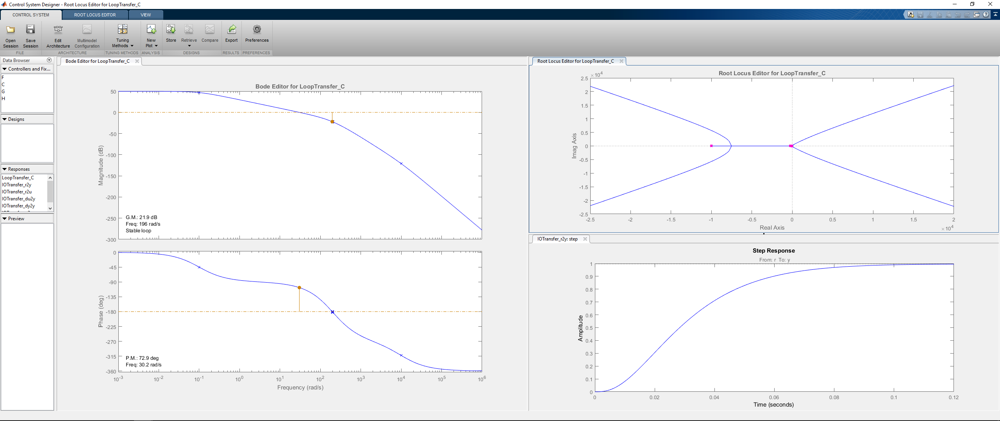 Control System Designer - Root Locus Editor for LoopTransfer_C
CONTROL SYSTEM
ROOT LOCUS EDITOR
VIEW
Open Session
Save Session
Edit Architecture
Multimodel Configuration
Tuning Methods
New Plot
Store
Retrieve
Compare
Export
Preferences
FILE
ARCHITECTURE
TUNING METHODS
ANALYSIS
DESIGNS
RESULTS
PREFERENCES
Data Browser
Controllers and Fix...
F
C
G
H
Designs
Responses
LoopTransfer_C
IOTransfer_r2y
IOTransfer_r2u
IOTransfer_du2y
IOTransfer_dy2y
Preview
Bode Editor for LoopTransfer_C
Bode Editor for LoopTransfer_C
Magnitude (dB)
50
0
-50
-100
-150
-200
-250
-300
G.M.: 21.9 dB
Freq: 196 rad/s
Stable loop
Phase (deg)
0
-45
-90
-135
-180
-225
-270
-315
-360
P.M.: 72.9 deg
Freq: 30.2 rad/s
10^-3 10^-2 10^-1 10^0 10^1 10^2 10^3 10^4 10^5 10^6
Frequency (rad/s)
Root Locus Editor for LoopTransfer_C
Root Locus Editor for LoopTransfer_C
×10^4
Imag Axis
2.5
2
1.5
1
0.5
0
-0.5
-1
-1.5
-2
-2.5
-2.5 -2 -1.5 -1 -0.5 0 0.5 1 1.5 2
Real Axis
×10^4
IOTransfer_r2y: step
Step Response
From: r To: y
Amplitude
1
0.9
0.8
0.7
0.6
0.5
0.4
0.3
0.2
0.1
0
0 0.02 0.04 0.06 0.08 0.1 0.12
Time (seconds)